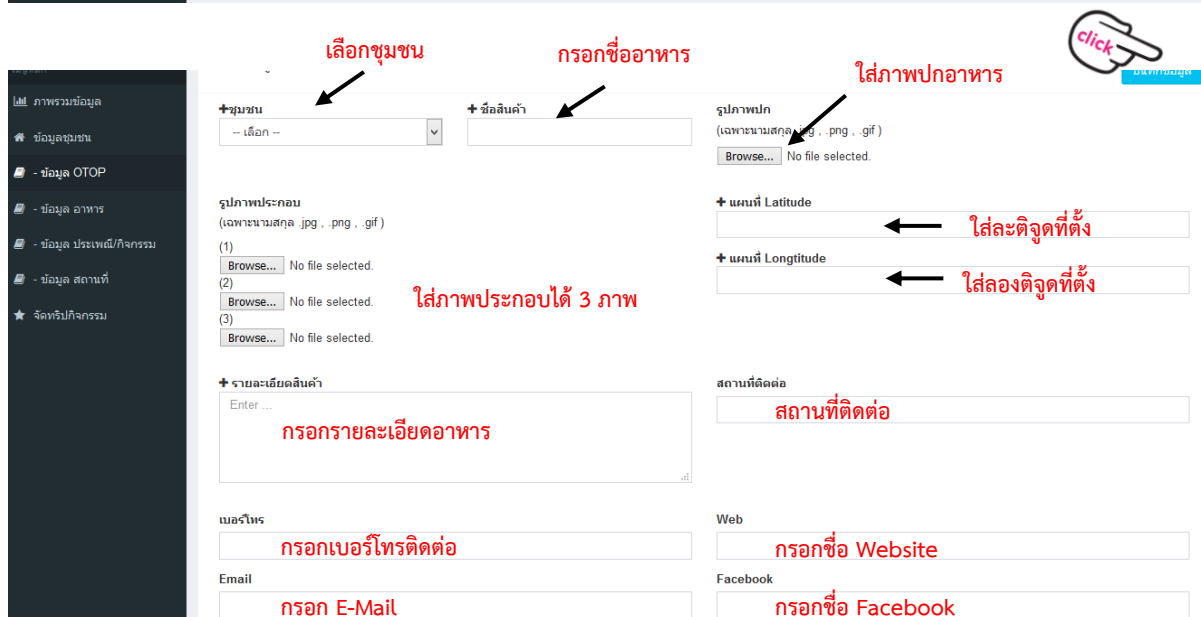 click
เลือกชุมชน
กรอกชื่ออาหาร
ใส่ภาพปกอาหาร
บันทึกข้อมูล
ภาพรวมข้อมูล
ข้อมูลชุมชน
- ข้อมูล OTOP
- ข้อมูล อาหาร
- ข้อมูล ประเพณี/กิจกรรม
- ข้อมูล สถานที่
จัดทริปกิจกรรม
+ชุมชน
-- เลือก --
+ ชื่อสินค้า
รูปภาพปก
(เฉพาะนามสกุล .jpg , .png , .gif )
Browse... No file selected.
รูปภาพประกอบ
(เฉพาะนามสกุล .jpg , .png , .gif )
(1)
Browse... No file selected.
(2)
Browse... No file selected.
(3)
Browse... No file selected.
ใส่ภาพประกอบได้ 3 ภาพ
+ แผนที่ Latitude
ใส่ละติจูดที่ตั้ง
+ แผนที่ Longtitude
ใส่ลองติจูดที่ตั้ง
+ รายละเอียดสินค้า
Enter ...
กรอกรายละเอียดอาหาร
สถานที่ติดต่อ
สถานที่ติดต่อ
เบอร์โทร
กรอกเบอร์โทรติดต่อ
Web
กรอกชื่อ Website
Email
กรอก E-Mail
Facebook
กรอกชื่อ Facebook